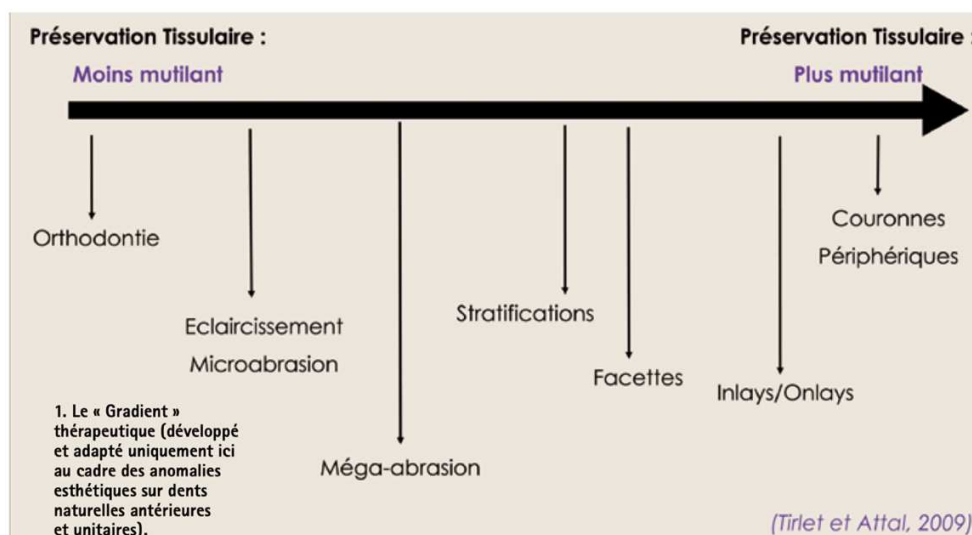 Préservation Tissulaire :
Préservation Tissulaire :
Moins mutilant
Plus mutilant
Orthodontie
Couronnes
Périphériques
Eclaircissement
Microabrasion
Stratifications
Facettes
Inlays/Onlays
Méga-abrasion
1. Le « Gradient »
thérapeutique (développé
et adapté uniquement ici
au cadre des anomalies
esthétiques sur dents
naturelles antérieures
et unitaires).
(Tirlet et Attal, 2009)